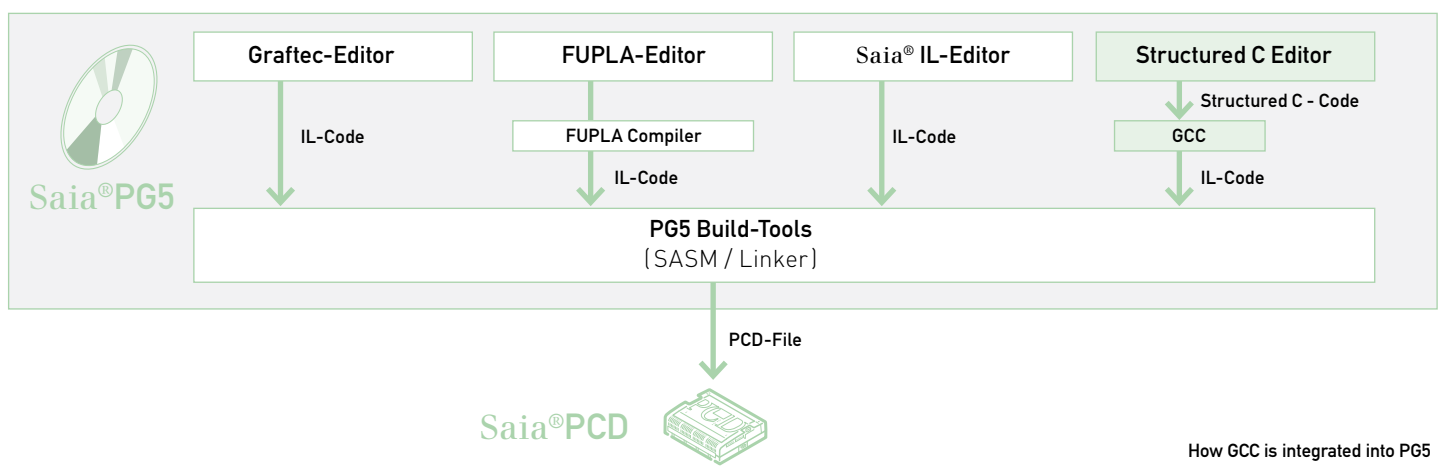 Graftec-Editor
FUPLA-Editor
Saia® IL-Editor
Structured C Editor
Structured C - Code
IL-Code
FUPLA Compiler
IL-Code
GCC
IL-Code
IL-Code
Saia®PG5
PG5 Build-Tools
(SASM / Linker)
PCD-File
Saia®PCD
PCD
How GCC is integrated into PG5